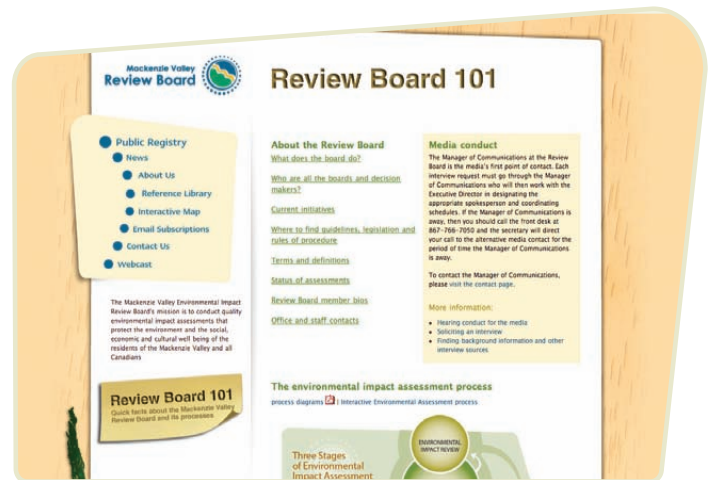 Mackenzie Valley
Review Board
Review Board 101
Public Registry
News
About Us
Reference Library
Interactive Map
Email Subscriptions
Contact Us
Webcast
The Mackenzie Valley Environmental Impact
Review Board's mission is to conduct quality
environmental impact assessments that
protect the environment and the social,
economic and cultural well being of the
residents of the Mackenzie Valley and all
Canadians
Review Board 101
Quick facts about the Mackenzie Valley
Review Board and its processes
About the Review Board
What does the board do?
Who are all the boards and decision
makers?
Current initiatives
Where to find guidelines, legislation and
rules of procedure
Terms and definitions
Status of assessments
Review Board member bios
Office and staff contacts
Media conduct
The Manager of Communications at the Review
Board is the media's first point of contact. Each
interview request must go through the Manager
of Communications who will then work with the
Executive Director in designating the
appropriate spokesperson and coordinating
schedules. If the Manager of Communications is
away, then you should call the front desk at
867-766-7050 and the secretary will direct
your call to the alternative media contact for the
period of time the Manager of Communications
is away.
To contact the Manager of Communications,
please visit the contact page.
More information:
Hearing conduct for the media
Soliciting an interview
Finding background information and other
interview sources
The environmental impact assessment process
process diagrams | Interactive Environmental Assessment process
Three Stages
of Environmental
Impact Assessment
ENVIRONMENTAL
IMPACT REVIEW